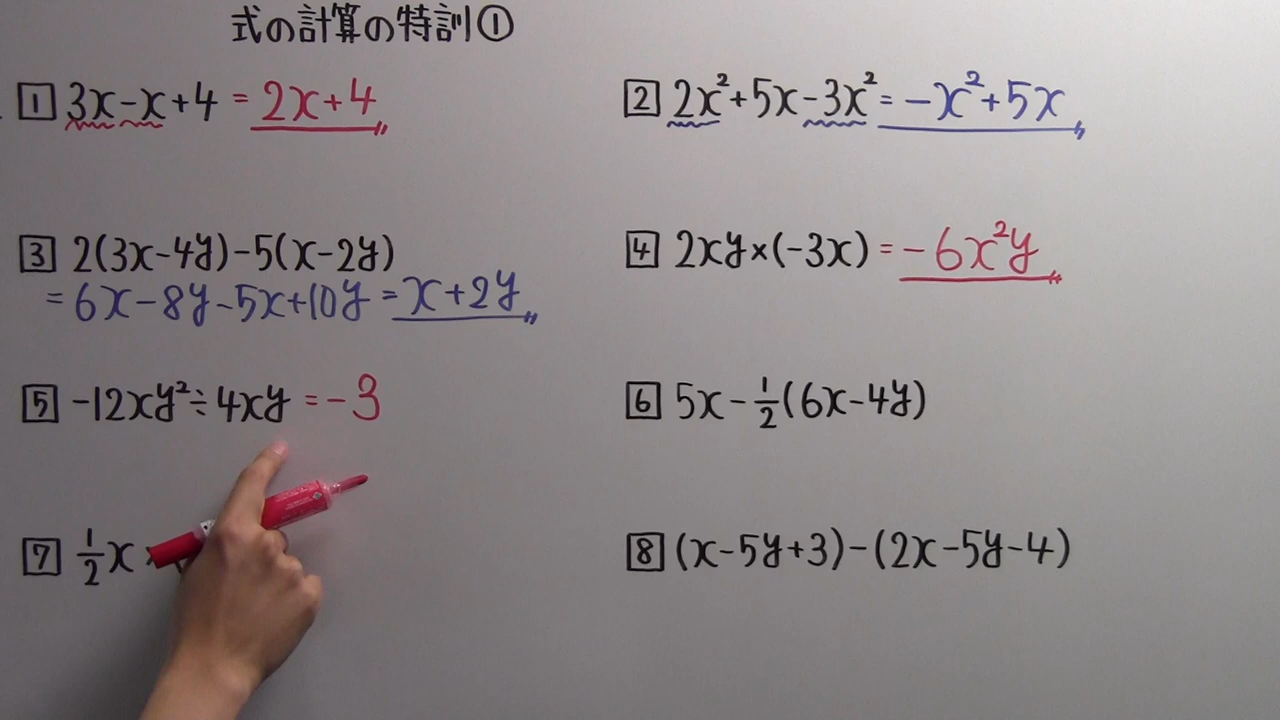 式の計算の特訓①
1 3x-x+4 = 2x+4
2 2x²+5x-3x² = -x²+5x
3 2(3x-4y)-5(x-2y)
= 6x-8y-5x+10y = x+2y
4 2xy×(-3x) = -6x²y
5 -12xy²÷4xy = -3
6 5x-½(6x-4y)
7 ½x
8 (x-5y+3)-(2x-5y-4)